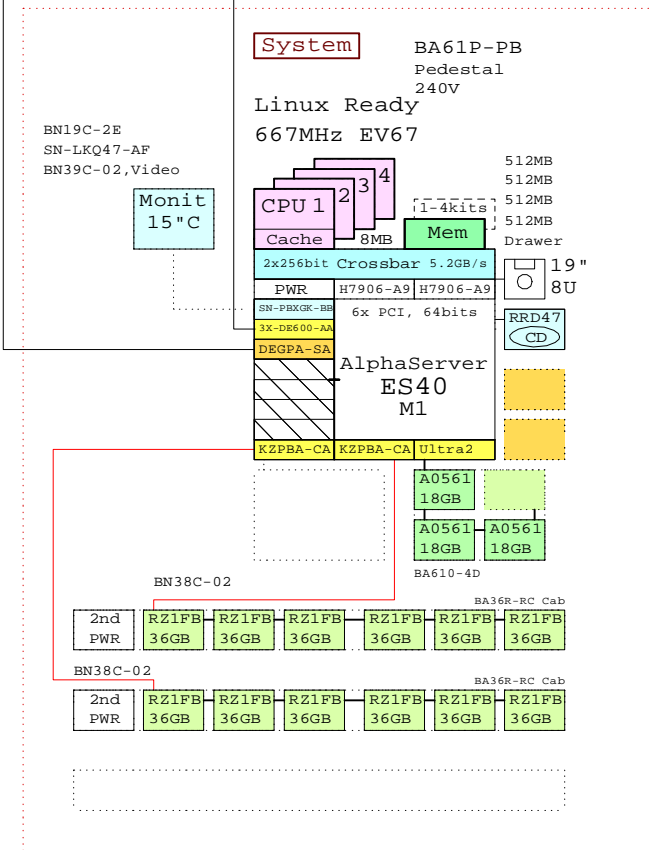 System
BA61P-PB
Pedestal
240V
Linux Ready
667MHz EV67
BN19C-2E
SN-LKQ47-AF
BN39C-02,Video
Monit
15"C
CPU 1
2
3
4
Cache
8MB
1-4kits
Mem
512MB
512MB
512MB
512MB
Drawer
19"
8U
2x256bit Crossbar 5.2GB/s
PWR
H7906-A9
H7906-A9
SN-PBXGK-BB
3X-DE600-AA
DEGPA-SA
6x PCI, 64bits
RRD47
CD
AlphaServer
ES40
M1
KZPBA-CA
KZPBA-CA
Ultra2
A0561
18GB
A0561
18GB
A0561
18GB
BA610-4D
BN38C-02
BA36R-RC Cab
2nd
PWR
RZ1FB
36GB
RZ1FB
36GB
RZ1FB
36GB
RZ1FB
36GB
RZ1FB
36GB
RZ1FB
36GB
BN38C-02
BA36R-RC Cab
2nd
PWR
RZ1FB
36GB
RZ1FB
36GB
RZ1FB
36GB
RZ1FB
36GB
RZ1FB
36GB
RZ1FB
36GB